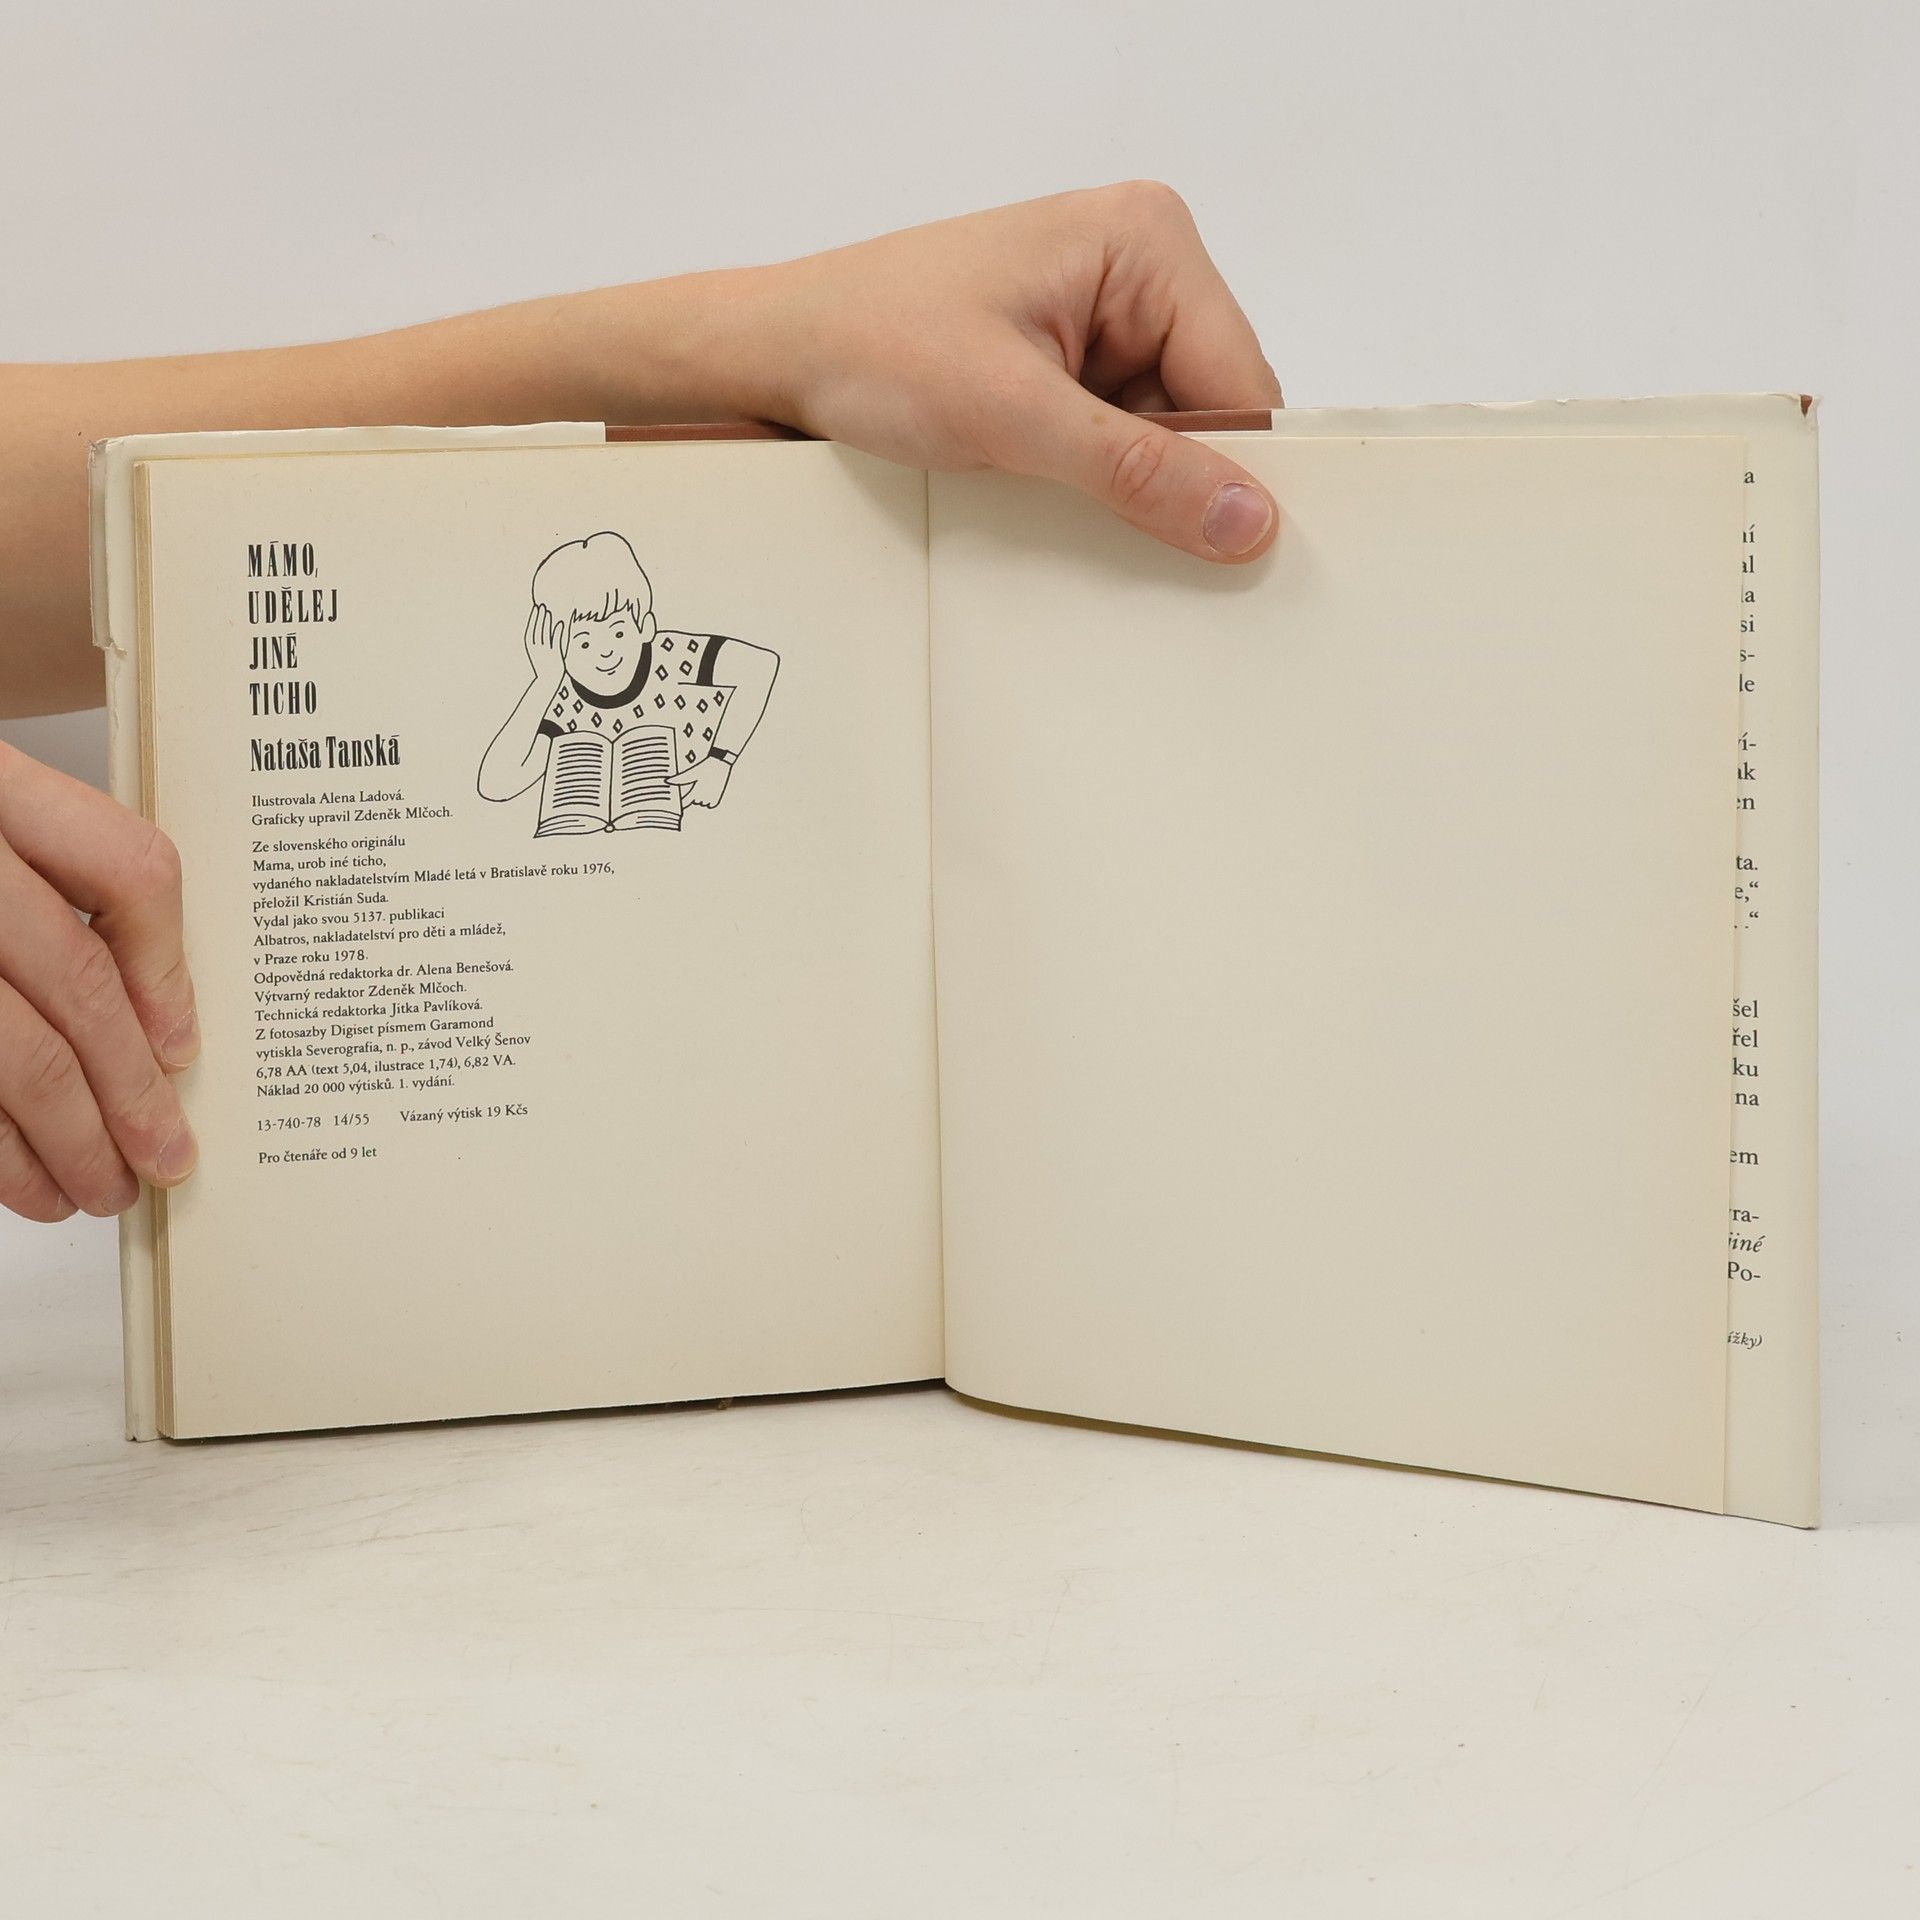 MÁMO,
UDĚLEJ
JINÉ
TICHO
Nataša Tanská
Ilustrovala Alena Ladová.
Graficky upravil Zdeněk Mlčoch.
Ze slovenského originálu
Mama, urob iné ticho,
vydaného nakladatelstvím Mladé letá v Bratislavě roku 1976,
přeložil Kristián Suda.
Vydal jako svou 5137. publikaci
Albatros, nakladatelství pro děti a mládež,
v Praze roku 1978.
Odpovědná redaktorka dr. Alena Benešová.
Výtvarný redaktor Zdeněk Mlčoch.
Technická redaktorka Jitka Pavlíková.
Z fotosazby Digiset písmem Garamond
vytiskla Severografia, n. p., závod Velký Šenov
6,78 AA (text 5,04, ilustrace 1,74), 6,82 VA.
Náklad 20 000 výtisků. 1. vydání.
13-740-78 14/55 Vázaný výtisk 19 Kčs
Pro čtenáře od 9 let
si
na
jiné
Po-